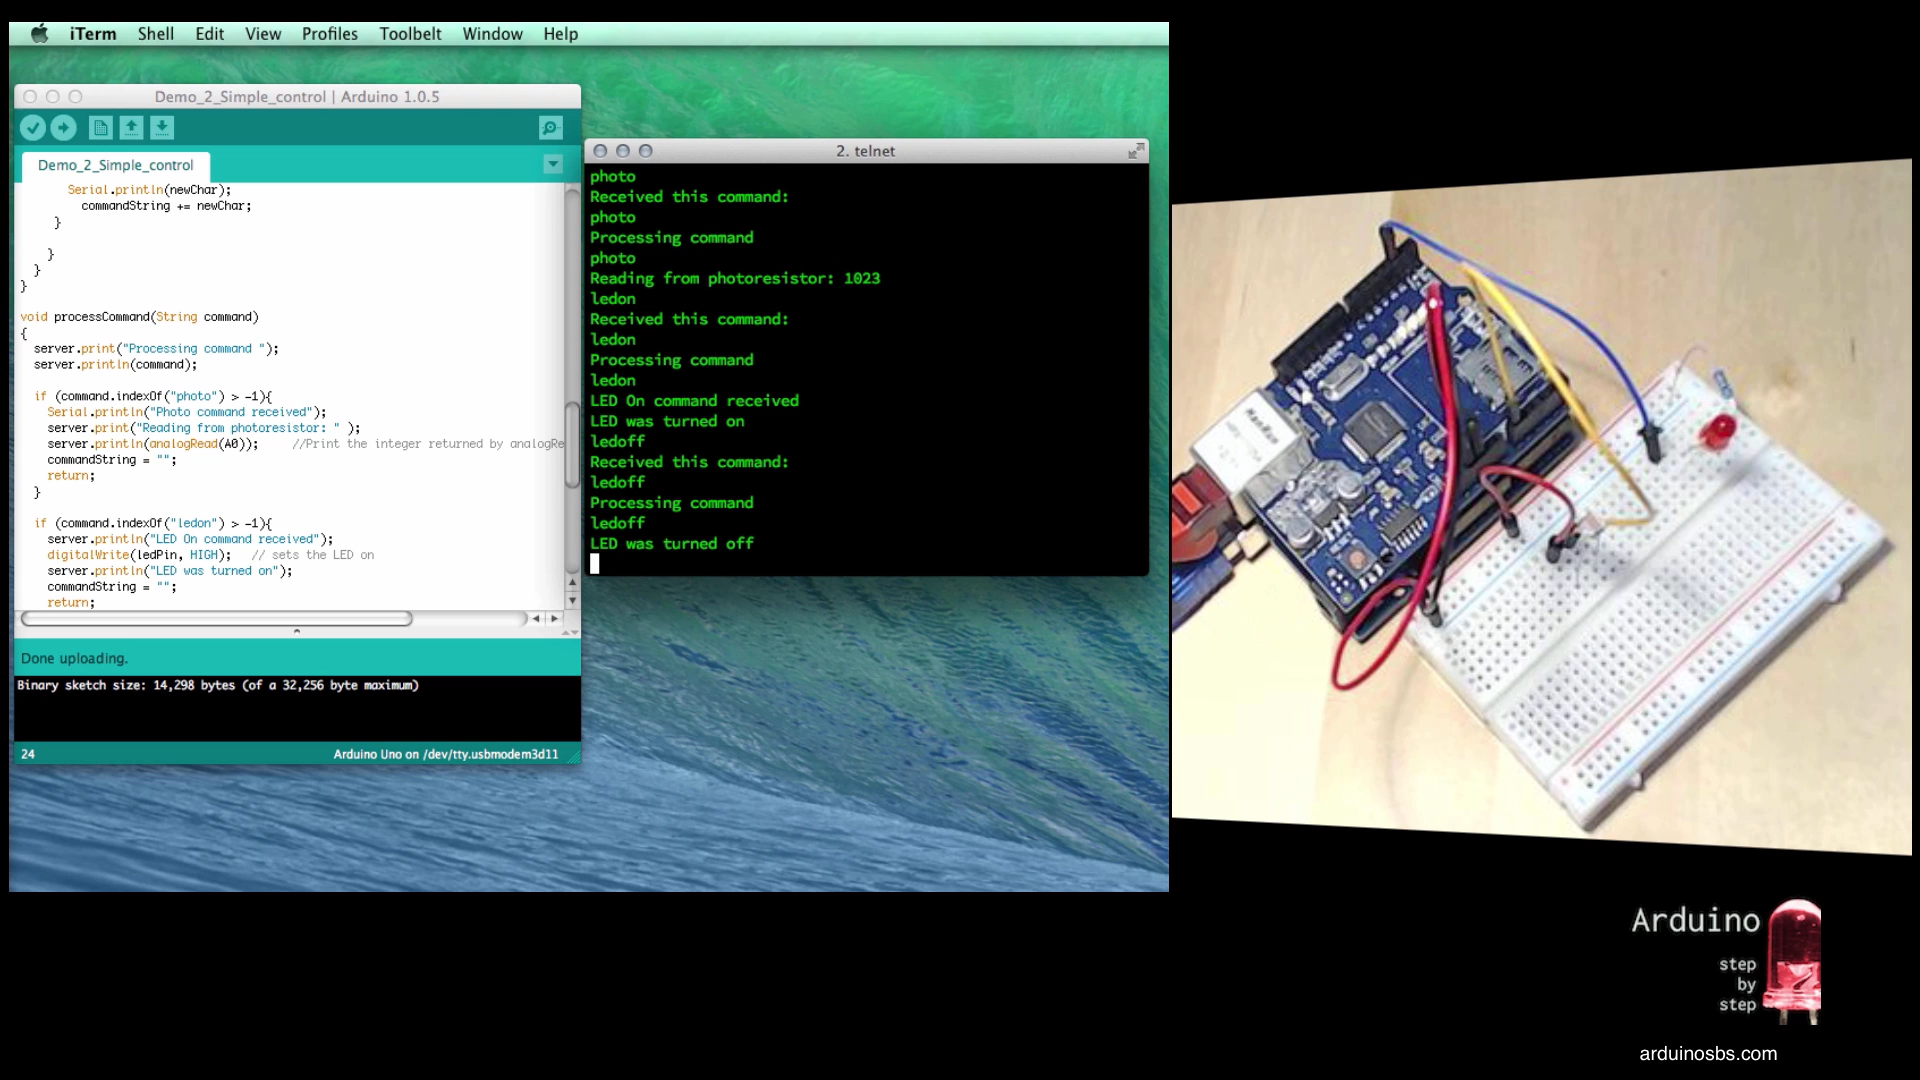 iTerm Shell Edit View Profiles Toolbelt Window Help
Demo_2_Simple_control | Arduino 1.0.5
Demo_2_Simple_control
Serial.println(newChar);
commandString += newChar;
}
}
}
}
void processCommand(String command)
{
server.print("Processing command ");
server.println(command);
if (command.indexOf("photo") > -1){
Serial.println("Photo command received");
server.print("Reading from photoresistor: " );
server.println(analogRead(A0)); //Print the integer returned by analogRe
commandString = "";
return;
}
if (command.indexOf("ledon") > -1){
server.println("LED On command received");
digitalWrite(ledPin, HIGH); // sets the LED on
server.println("LED was turned on");
commandString = "";
return;
Done uploading.
Binary sketch size: 14,298 bytes (of a 32,256 byte maximum)
24 Arduino Uno on /dev/tty.usbmodem3d11
2. telnet
photo
Received this command:
photo
Processing command
photo
Reading from photoresistor: 1023
ledon
Received this command:
ledon
Processing command
ledon
LED On command received
LED was turned on
ledoff
Received this command:
ledoff
Processing command
ledoff
LED was turned off
Arduino
step
by
step
arduinosbs.com